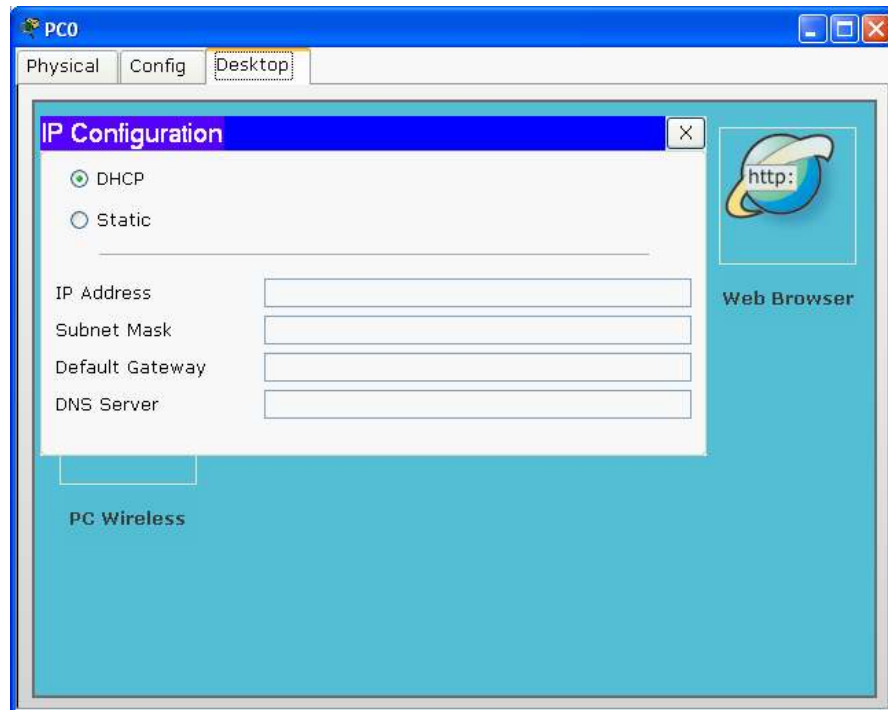 PC0
Physical Config Desktop
IP Configuration X
DHCP
http:
Static
IP Address
Web Browser
Subnet Mask
Default Gateway
DNS Server
PC Wireless